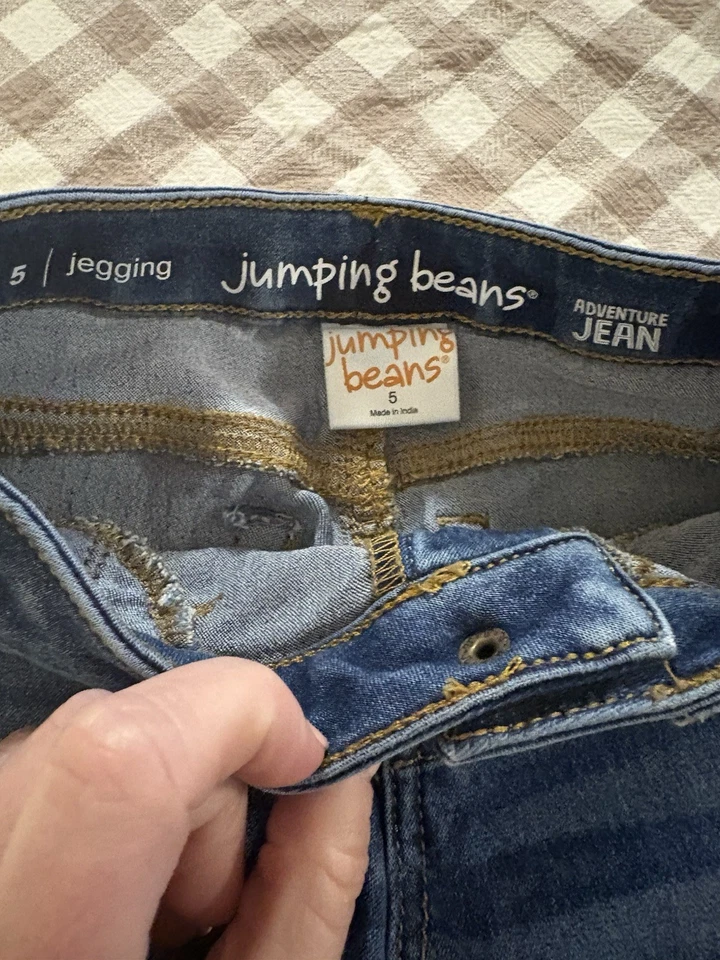 5 | jegging
jumping beans®
ADVENTURE
JEAN
jumping
beans®
5
Made in India